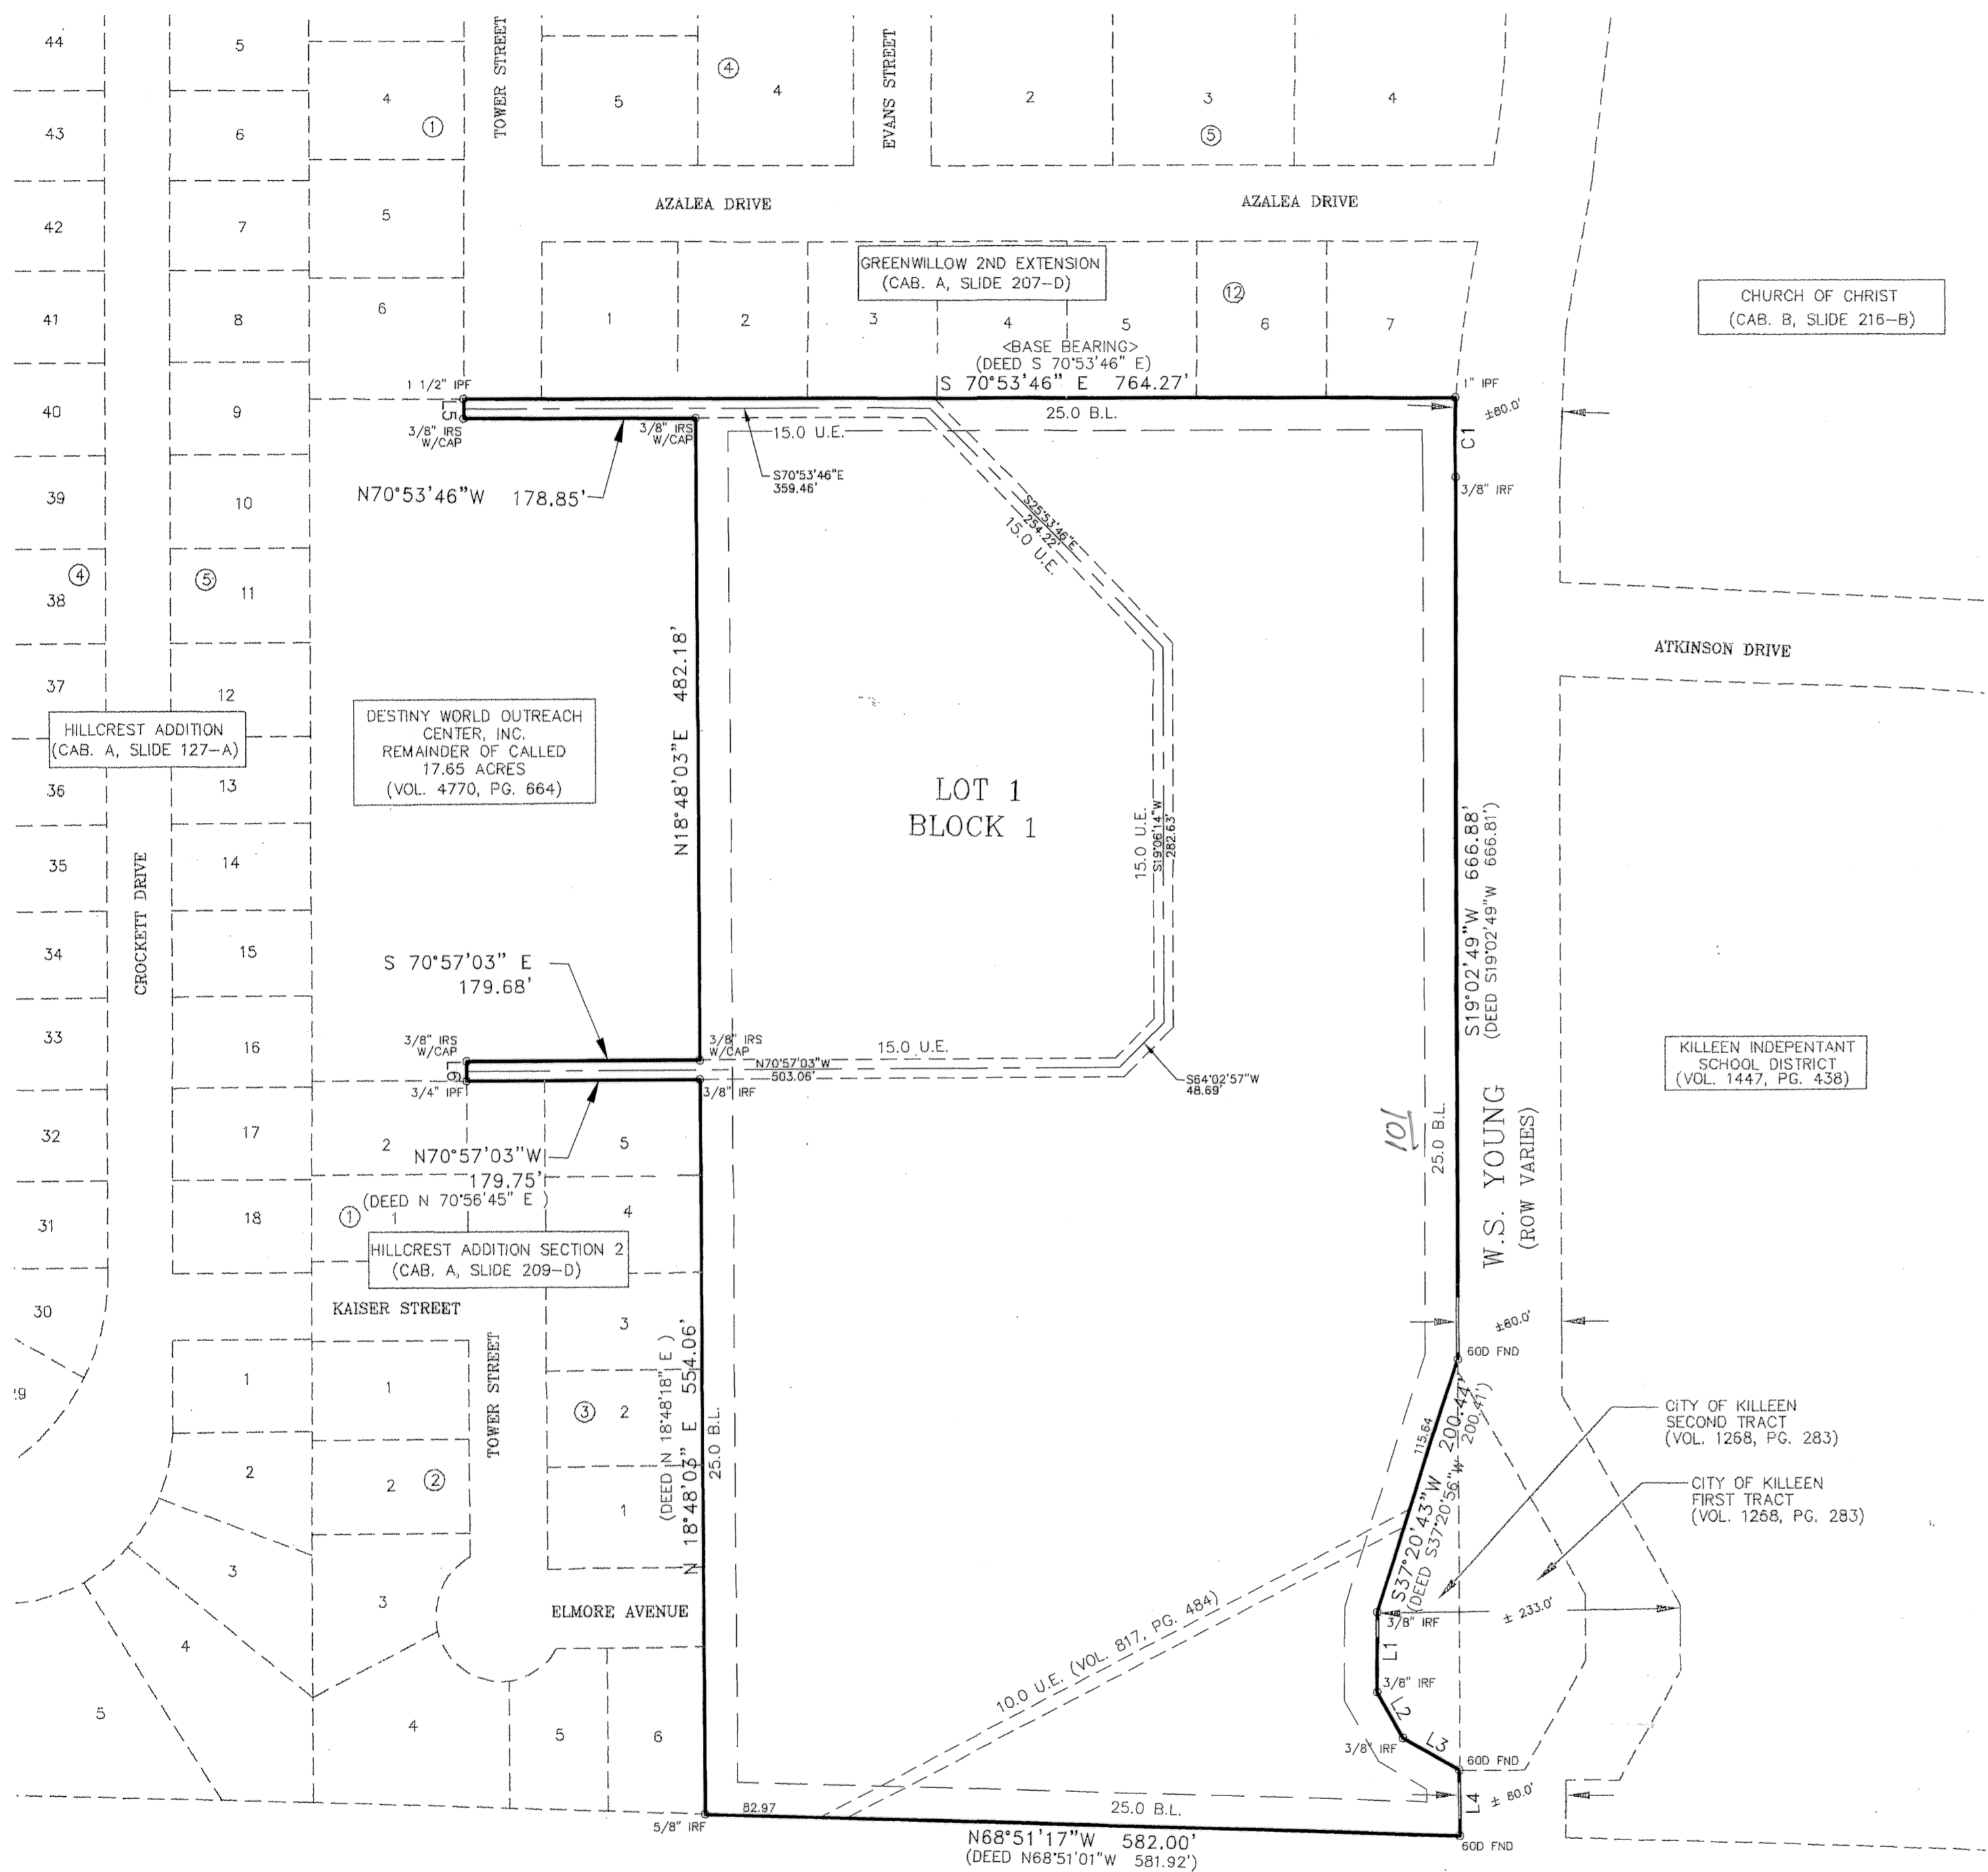 44
5
4
①
TOWER STREET
5
④
4
EVANS STREET
2
3
⑤
4
43
6
42
7
5
AZALEA DRIVE
AZALEA DRIVE
GREENWILLOW 2ND EXTENSION
(CAB. A, SLIDE 207-D)
⑫
CHURCH OF CHRIST
(CAB. B, SLIDE 216-B)
41
8
6
1
2
3
4
5
6
7
<BASE BEARING>
(DEED S 70°53'46" E)
S 70°53'46" E 764.27'
1 1/2" IPF
1" IPF
40
9
L5
3/8" IRS
W/CAP
3/8" IRS
W/CAP
25.0 B.L.
±80.0'
15.0 U.E.
C1
S70°53'46"E
359.46'
39
10
N70°53'46"W 178.85'
3/8" IRF
S25°53'46"E
254.22'
15.0 U.E.
④
⑤
38
11
ATKINSON DRIVE
37
12
HILLCREST ADDITION
(CAB. A, SLIDE 127-A)
DESTINY WORLD OUTREACH
CENTER, INC.
REMAINDER OF CALLED
17.65 ACRES
(VOL. 4770, PG. 664)
N18°48'03"E 482.18'
LOT 1
BLOCK 1
36
13
35
14
CROCKETT DRIVE
15.0 U.E.
S19°06'14"W
282.63'
S19°02'49"W 666.88'
(DEED S19°02'49"W 666.81')
34
15
S 70°57'03" E
179.68'
33
16
3/8" IRS
W/CAP
3/8" IRS
W/CAP
15.0 U.E.
N70°57'03"W
503.06'
L6
3/4" IPF
3/8" IRF
S64°02'57"W
48.69'
KILLEEN INDEPENTANT
SCHOOL DISTRICT
(VOL. 1447, PG. 438)
32
17
2
5
N70°57'03"W
179.75'
(DEED N 70°56'45" E )
101
25.0 B.L.
W.S. YOUNG
(ROW VARIES)
31
18
①
1
4
HILLCREST ADDITION SECTION 2
(CAB. A, SLIDE 209-D)
30
KAISER STREET
3
±80.0'
60D FND
1
1
TOWER STREET
③
2
(DEED N 18°48'18" E )
N 18°48'03" E 554.06'
25.0 B.L.
115.64
S37°20'43"W 200.44'
(DEED S37°20'56"W 200.41')
CITY OF KILLEEN
SECOND TRACT
(VOL. 1268, PG. 283)
2
2
②
1
CITY OF KILLEEN
FIRST TRACT
(VOL. 1268, PG. 283)
3
3
ELMORE AVENUE
3/8" IRF
± 233.0'
4
10.0 U.E. (VOL. 817, PG. 484)
L1
3/8" IRF
5
4
5
6
L2
3/8" IRF
L3
60D FND
82.97
25.0 B.L.
L4
± 80.0'
5/8" IRF
N68°51'17"W 582.00'
(DEED N68°51'01"W 581.92')
60D FND